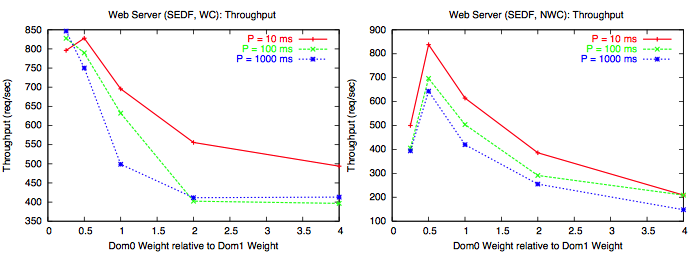 Web Server (SEDF, WC): Throughput
850
800
750
700
650
600
550
500
450
400
350
Throughput (req/sec)
P = 10 ms
P = 100 ms
P = 1000 ms
0 0.5 1 1.5 2 2.5 3 3.5 4
Dom0 Weight relative to Dom1 Weight
Web Server (SEDF, NWC): Throughput
900
800
700
600
500
400
300
200
100
Throughput (req/sec)
P = 10 ms
P = 100 ms
P = 1000 ms
0 0.5 1 1.5 2 2.5 3 3.5 4
Dom0 Weight relative to Dom1 Weight